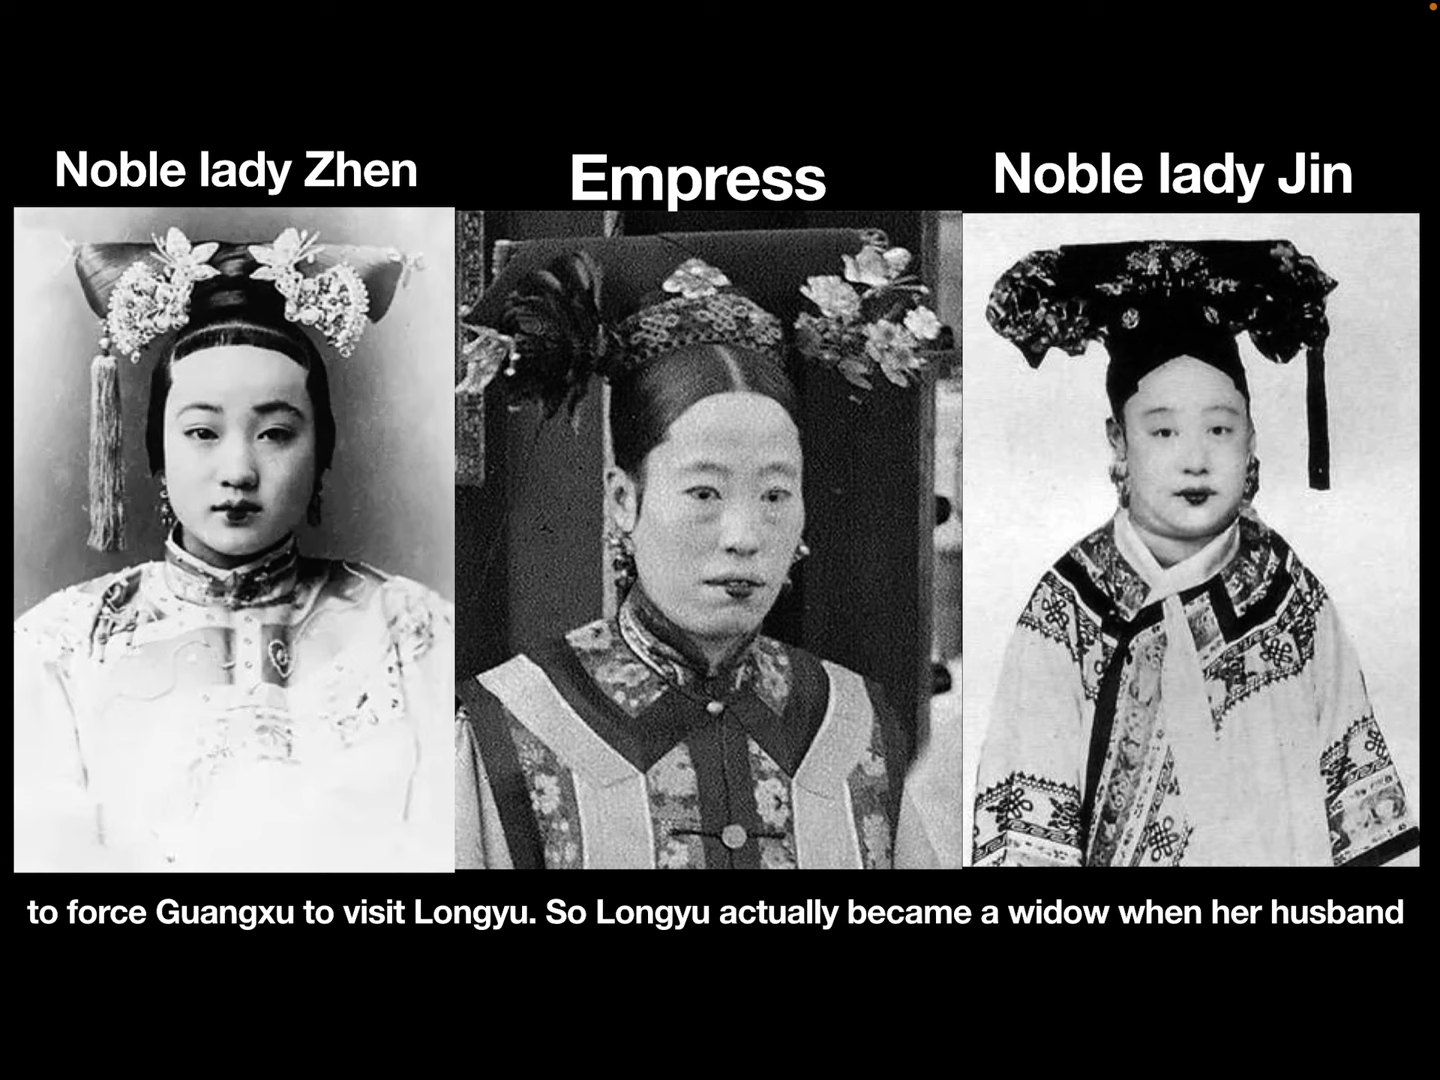 Noble lady Zhen
Empress
Noble lady Jin
to force Guangxu to visit Longyu. So Longyu actually became a widow when her husband